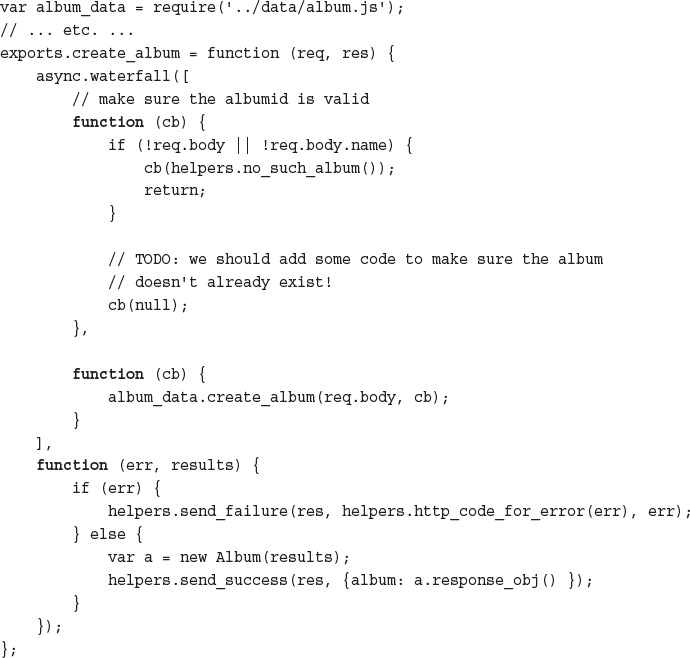 var album_data = require('../data/album.js');
// ... etc. ...
exports.create_album = function (req, res) {
    async.waterfall([
        // make sure the albumid is valid
        function (cb) {
            if (!req.body || !req.body.name) {
                cb(helpers.no_such_album());
                return;
            }

            // TODO: we should add some code to make sure the album
            // doesn't already exist!
            cb(null);
        },

        function (cb) {
            album_data.create_album(req.body, cb);
        }
    ],
    function (err, results) {
        if (err) {
            helpers.send_failure(res, helpers.http_code_for_error(err), err);
        } else {
            var a = new Album(results);
            helpers.send_success(res, {album: a.response_obj() });
        }
    });
};